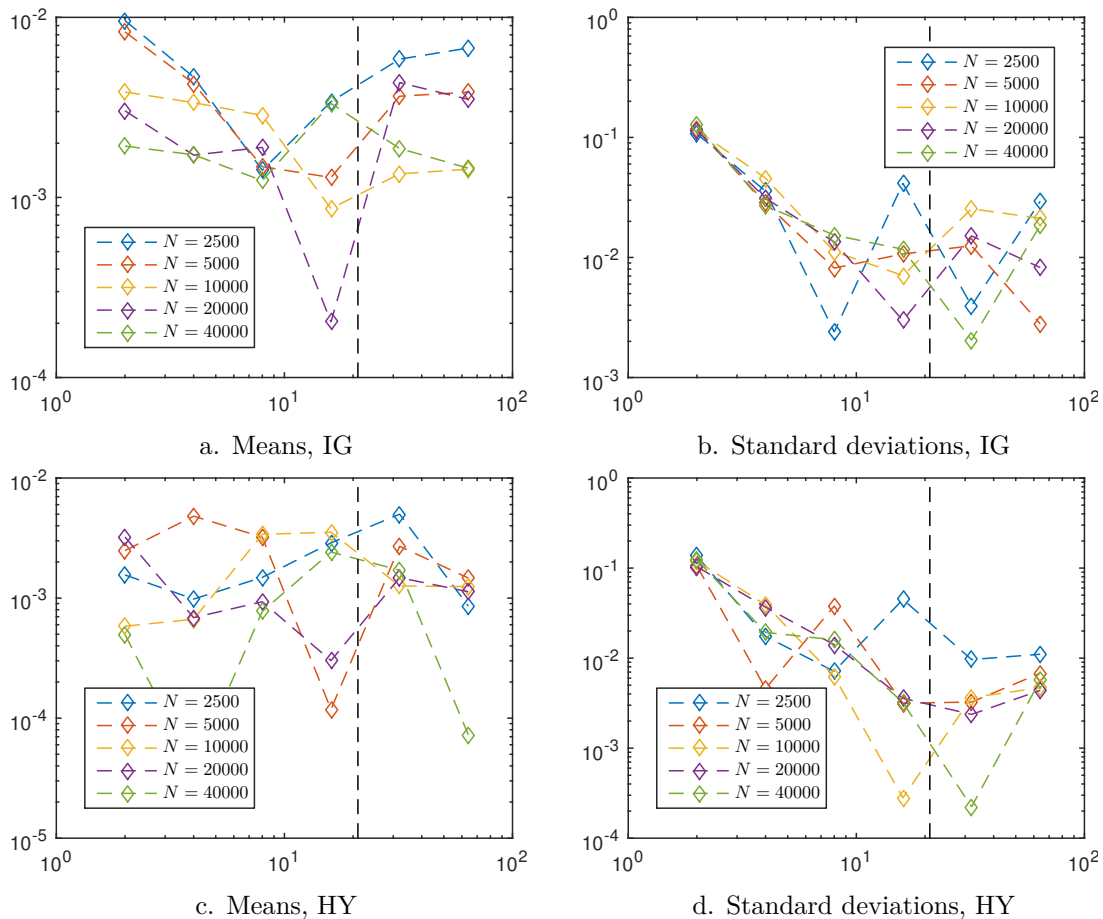 10^-2
10^-3
10^-4
10^0
10^1
10^2
N = 2500
N = 5000
N = 10000
N = 20000
N = 40000
a. Means, IG
10^0
10^-1
10^-2
10^-3
10^0
10^1
10^2
N = 2500
N = 5000
N = 10000
N = 20000
N = 40000
b. Standard deviations, IG
10^-2
10^-3
10^-4
10^-5
10^0
10^1
10^2
N = 2500
N = 5000
N = 10000
N = 20000
N = 40000
c. Means, HY
10^0
10^-1
10^-2
10^-3
10^-4
10^0
10^1
10^2
N = 2500
N = 5000
N = 10000
N = 20000
N = 40000
d. Standard deviations, HY